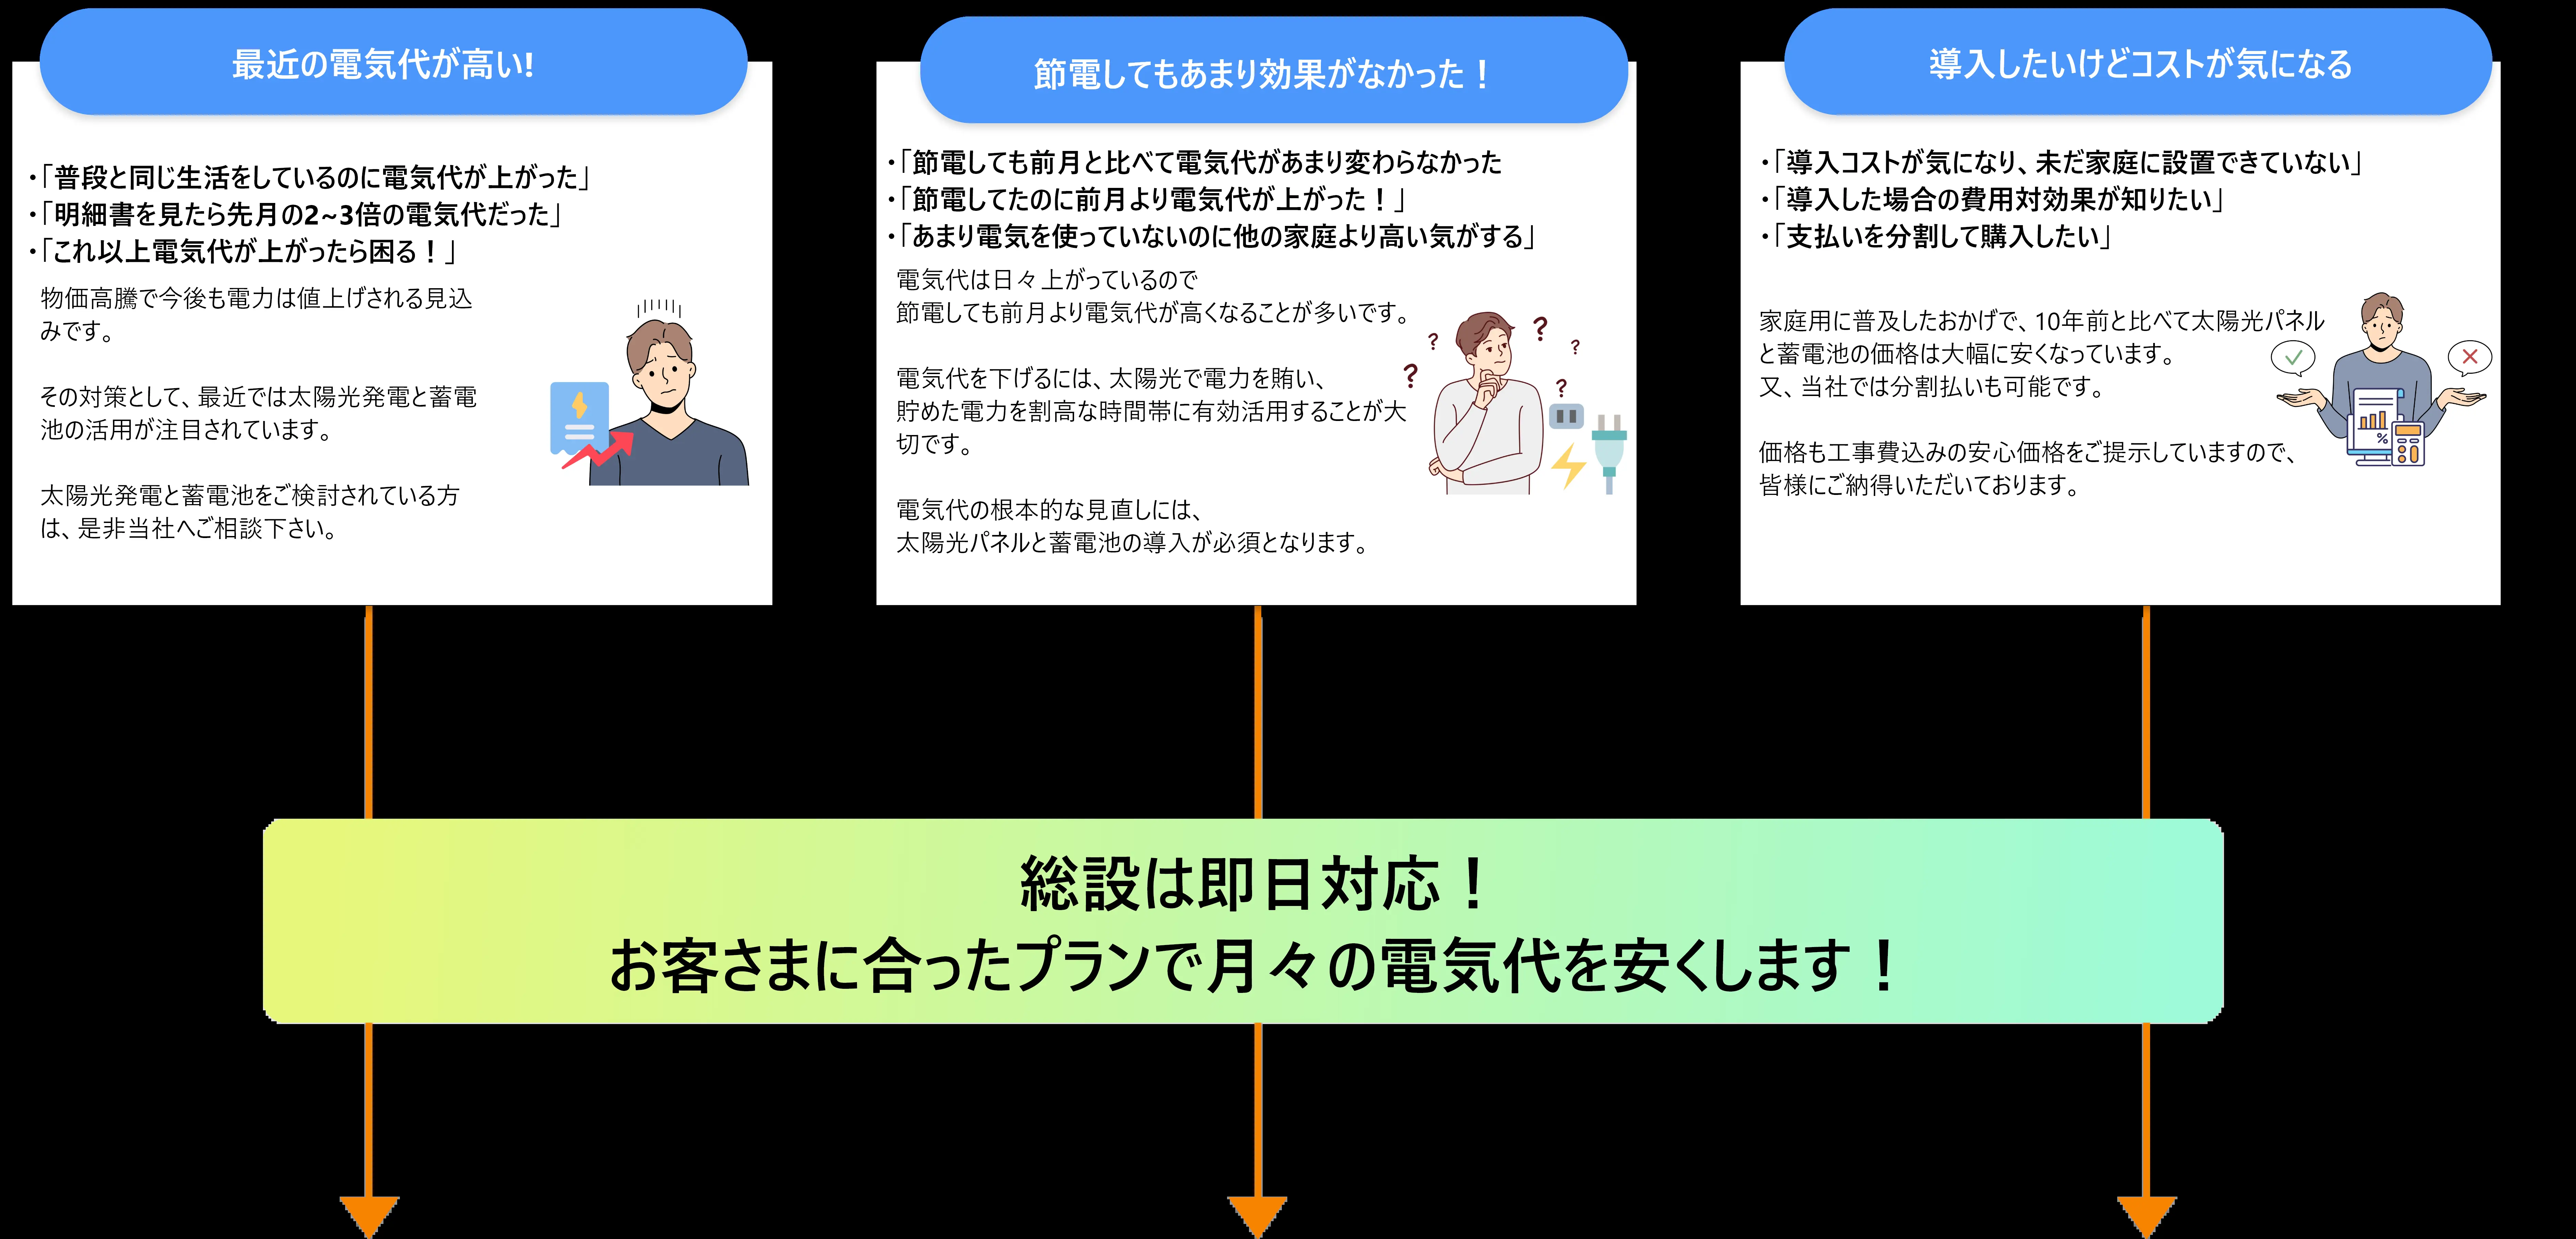 最近の電気代が高い!
・「普段と同じ生活をしているのに電気代が上がった」
・「明細書を見たら先月の2~3倍の電気代だった」
・「これ以上電気代が上がったら困る！」
物価高騰で今後も電力は値上げされる見込
みです。
その対策として、最近では太陽光発電と蓄電
池の活用が注目されています。
太陽光発電と蓄電池をご検討されている方
は、是非当社へご相談下さい。
節電してもあまり効果がなかった！
・「節電しても前月と比べて電気代があまり変わらなかった
・「節電してたのに前月より電気代が上がった！」
・「あまり電気を使っていないのに他の家庭より高い気がする」
電気代は日々上がっているので
節電しても前月より電気代が高くなることが多いです。
電気代を下げるには、太陽光で電力を賄い、
貯めた電力を割高な時間帯に有効活用することが大
切です。
電気代の根本的な見直しには、
太陽光パネルと蓄電池の導入が必須となります。
? ? ? ? ?
導入したいけどコストが気になる
・「導入コストが気になり、未だ家庭に設置できていない」
・「導入した場合の費用対効果が知りたい」
・「支払いを分割して購入したい」
家庭用に普及したおかげで、10年前と比べて太陽光パネル
と蓄電池の価格は大幅に安くなっています。
又、当社では分割払いも可能です。
価格も工事費込みの安心価格をご提示していますので、
皆様にご納得いただいております。
%
総設は即日対応！
お客さまに合ったプランで月々の電気代を安くします！